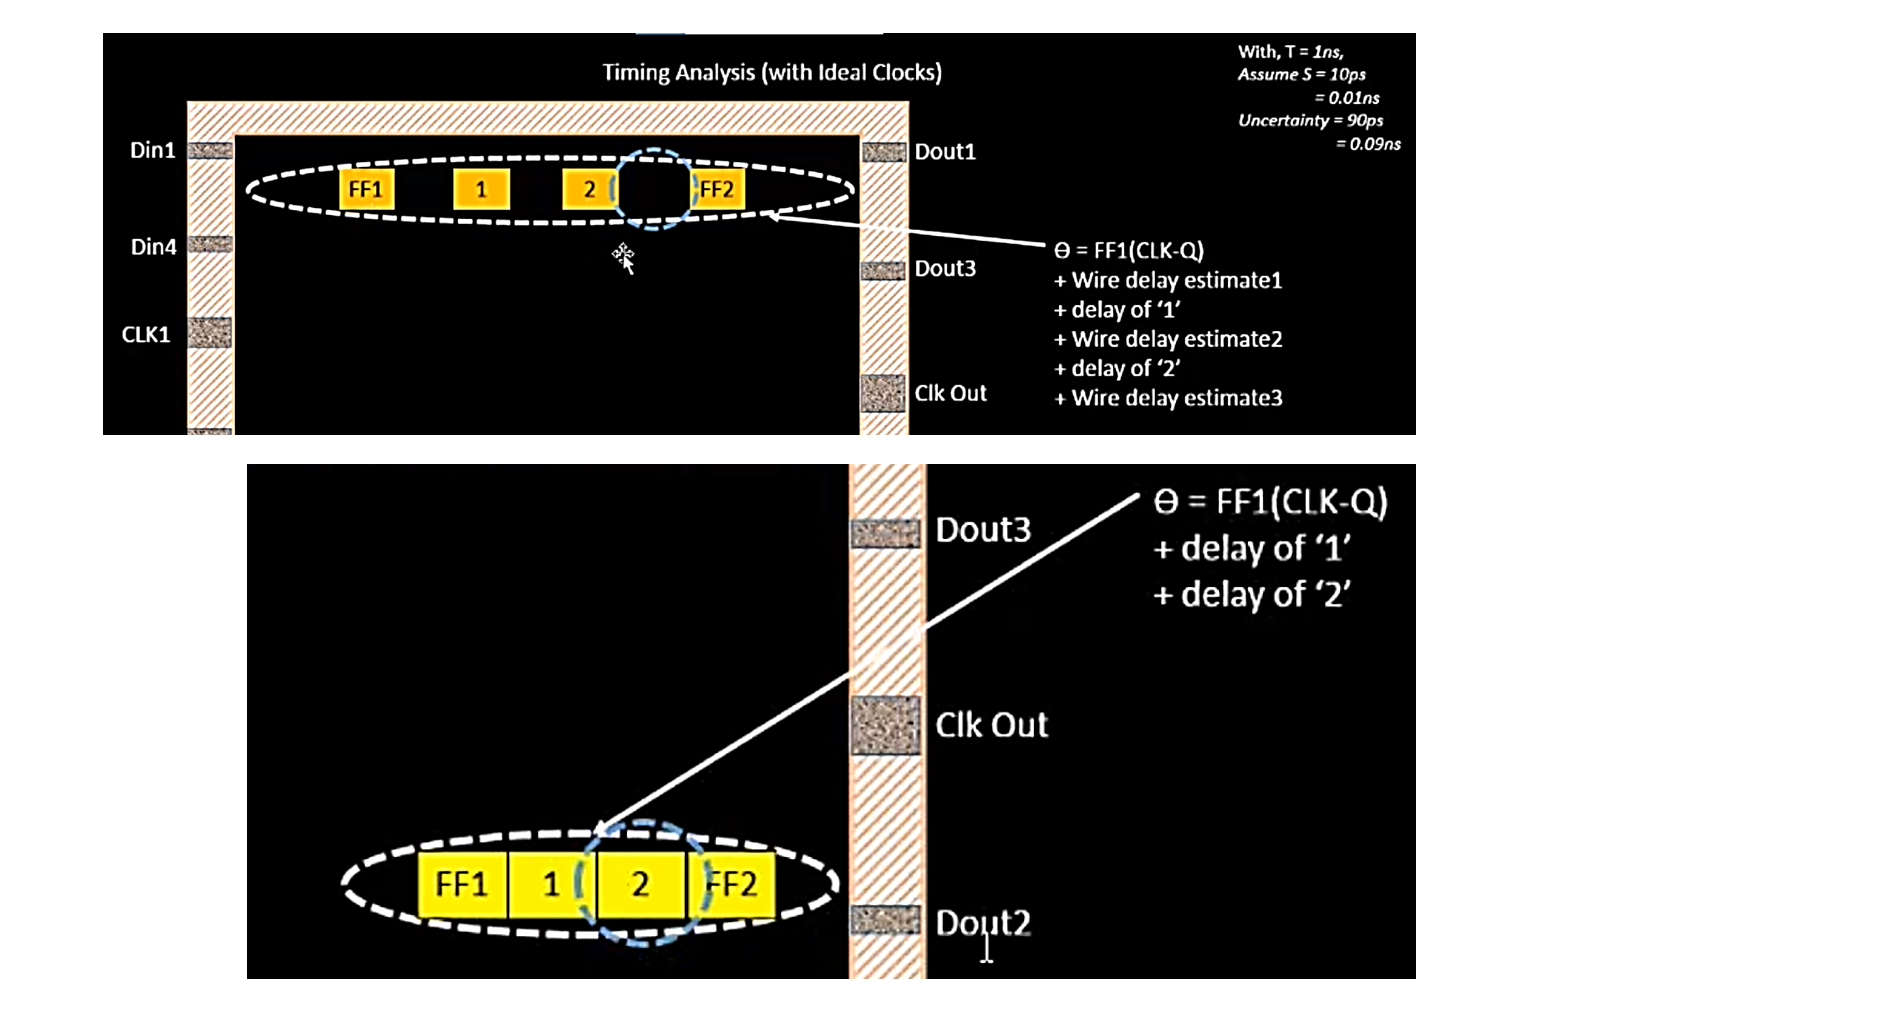 Timing Analysis (with Ideal Clocks)
With, T = 1ns,
Assume S = 10ps
= 0.01ns
Uncertainty = 90ps
= 0.09ns
Din1
Din4
CLK1
FF1
1
2
FF2
Dout1
Dout3
Clk Out
Ɵ = FF1(CLK-Q)
+ Wire delay estimate1
+ delay of ‘1’
+ Wire delay estimate2
+ delay of ‘2’
+ Wire delay estimate3
Ɵ = FF1(CLK-Q)
+ delay of ‘1’
+ delay of ‘2’
Dout3
Clk Out
Dout2
FF1
1
2
FF2